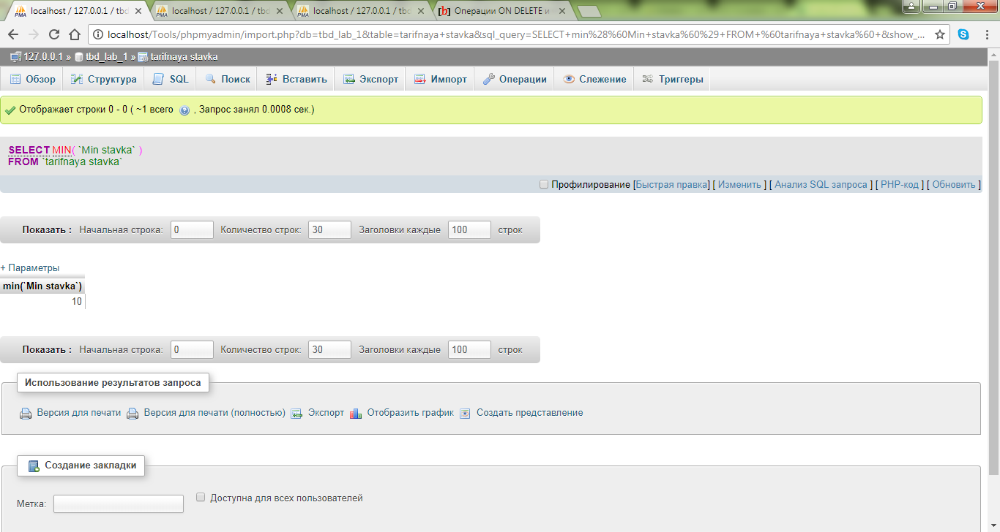 localhost / 127.0.0.1 / tbd
localhost / 127.0.0.1 / tbd
localhost / 127.0.0.1 / tbd
[b] Операции ON DELETE и
localhost/Tools/phpmyadmin/import.php?db=tbd_lab_1&table=tarifnaya+stavka&sql_query=SELECT+min%28%60Min+stavka%60%29+FROM+%60tarifnaya+stavka%60+&show_...
127.0.0.1 » tbd_lab_1 » tarifnaya stavka
Обзор Структура SQL Поиск Вставить Экспорт Импорт Операции Слежение Триггеры
Отображает строки 0 - 0 ( ~1 всего , Запрос занял 0.0008 сек.)
SELECT MIN( `Min stavka` )
FROM `tarifnaya stavka`
Профилирование [Быстрая правка] [ Изменить ] [ Анализ SQL запроса ] [ PHP-код ] [ Обновить ]
Показать : Начальная строка: 0 Количество строк: 30 Заголовки каждые 100 строк
+ Параметры
min(`Min stavka`)
10
Показать : Начальная строка: 0 Количество строк: 30 Заголовки каждые 100 строк
Использование результатов запроса
Версия для печати Версия для печати (полностью) Экспорт Отобразить график Создать представление
Создание закладки
Метка: Доступна для всех пользователей